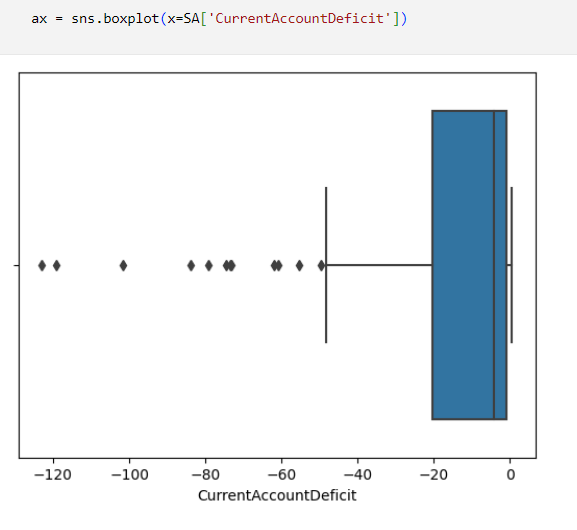 ax = sns.boxplot(x=SA['CurrentAccountDeficit'])
−120 −100 −80 −60 −40 −20 0
CurrentAccountDeficit